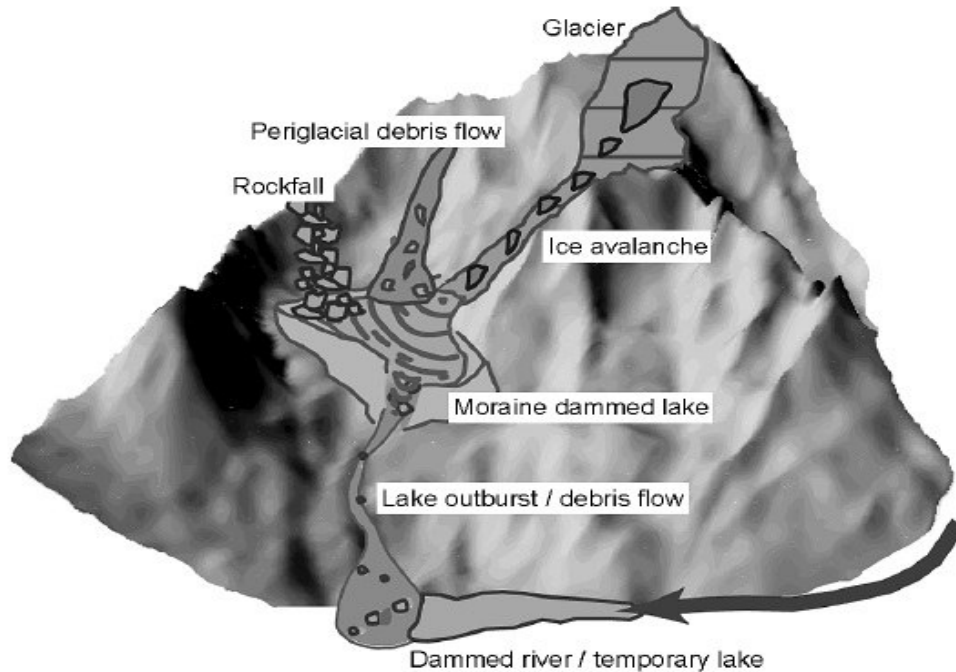 Glacier
Periglacial debris flow
Rockfall
Ice avalanche
Moraine dammed lake
Lake outburst / debris flow
Dammed river / temporary lake